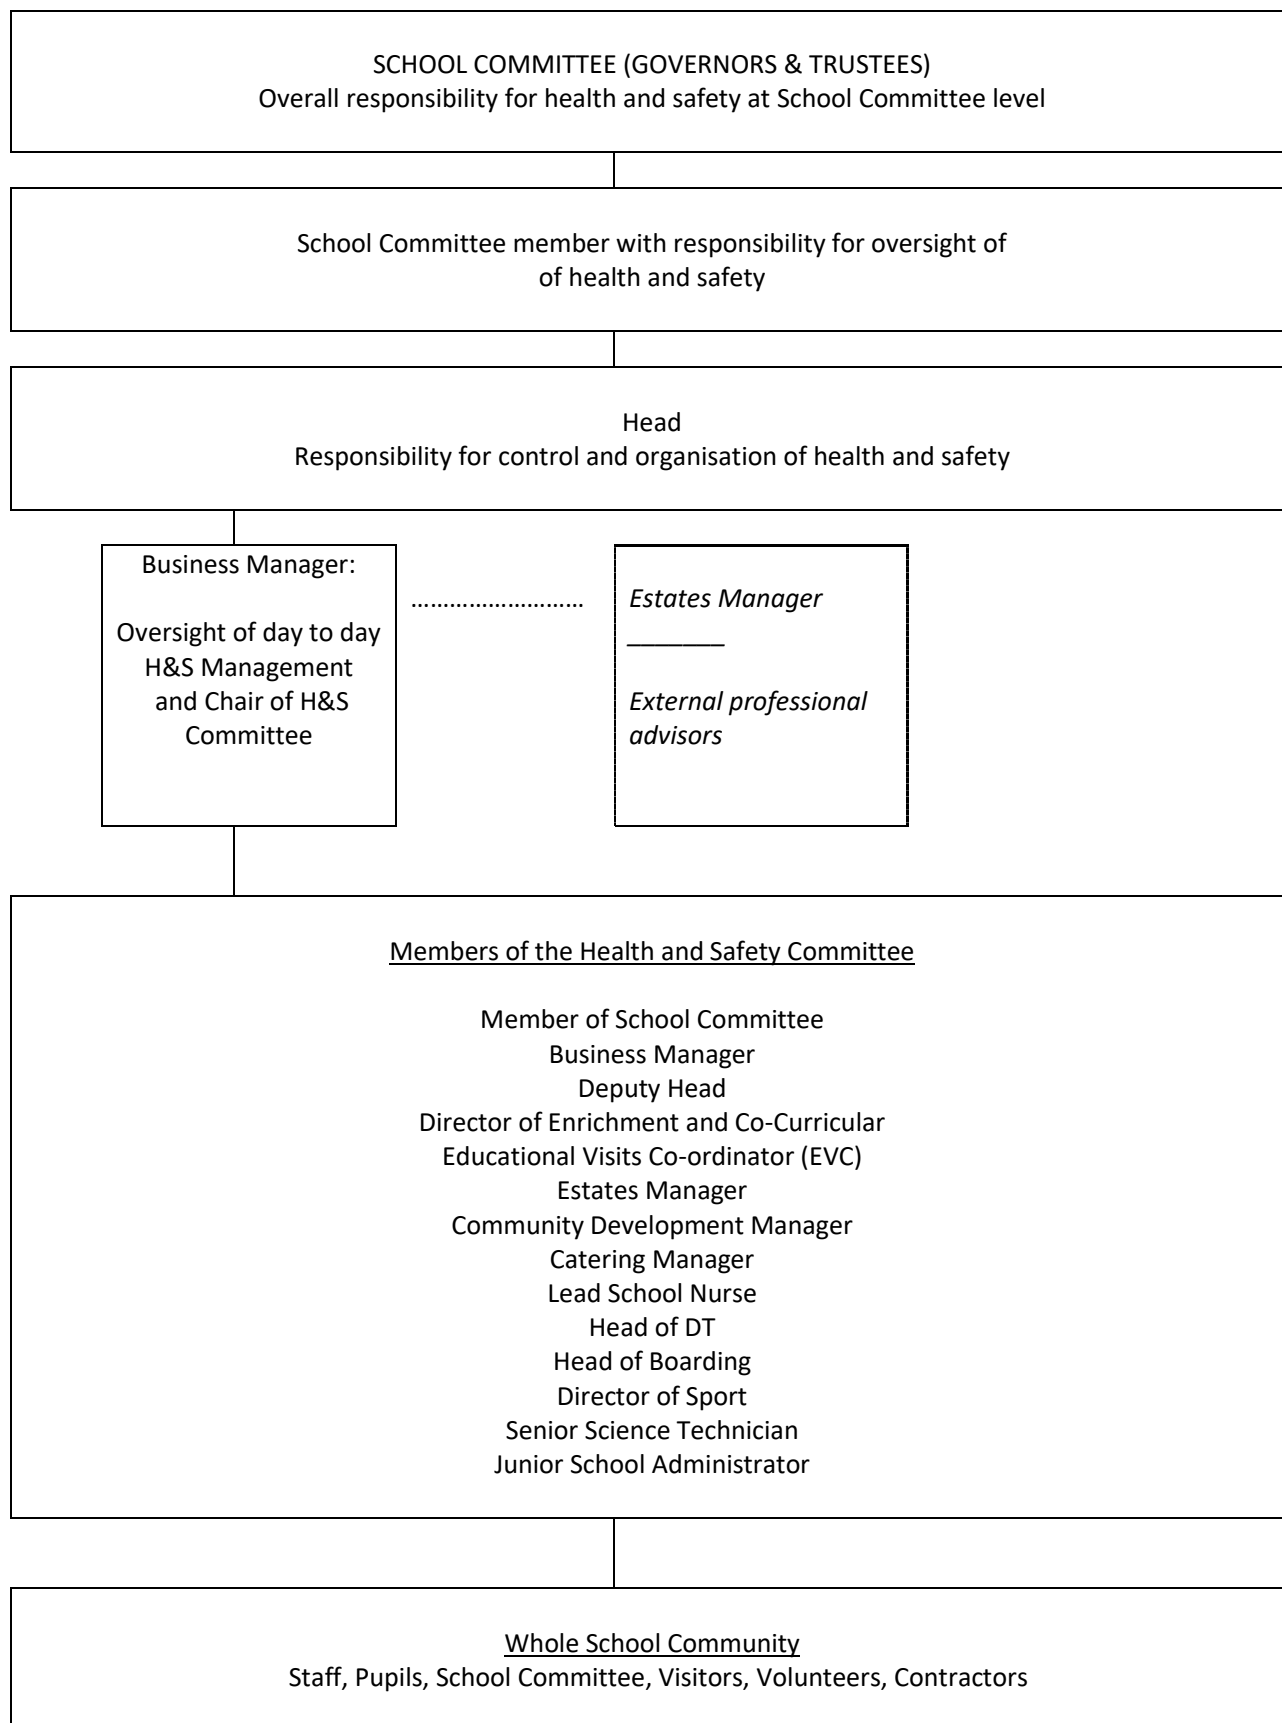 SCHOOL COMMITTEE (GOVERNORS & TRUSTEES)
Overall responsibility for health and safety at School Committee level
School Committee member with responsibility for oversight of
of health and safety
Head
Responsibility for control and organisation of health and safety
Business Manager:
Oversight of day to day
H&S Management
and Chair of H&S
Committee
………………………
Estates Manager
_______
External professional
advisors
Members of the Health and Safety Committee
Member of School Committee
Business Manager
Deputy Head
Director of Enrichment and Co-Curricular
Educational Visits Co-ordinator (EVC)
Estates Manager
Community Development Manager
Catering Manager
Lead School Nurse
Head of DT
Head of Boarding
Director of Sport
Senior Science Technician
Junior School Administrator
Whole School Community
Staff, Pupils, School Committee, Visitors, Volunteers, Contractors